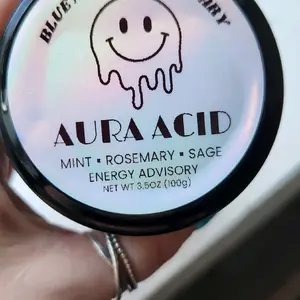 AURA ACID
MINT ▪ ROSEMARY ▪ SAGE
ENERGY ADVISORY
NET WT 3.5OZ (100g)